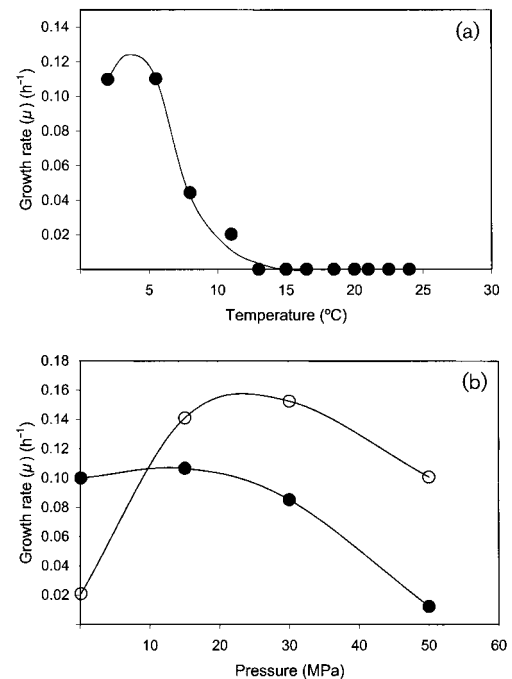 (a)
0.14
0.12
0.10
0.08
0.06
0.04
0.02
Growth rate (μ) (h⁻¹)
5 10 15 20 25 30
Temperature (ºC)
(b)
0.18
0.16
0.14
0.12
0.10
0.08
0.06
0.04
0.02
Growth rate (μ) (h⁻¹)
10 20 30 40 50 60
Pressure (MPa)